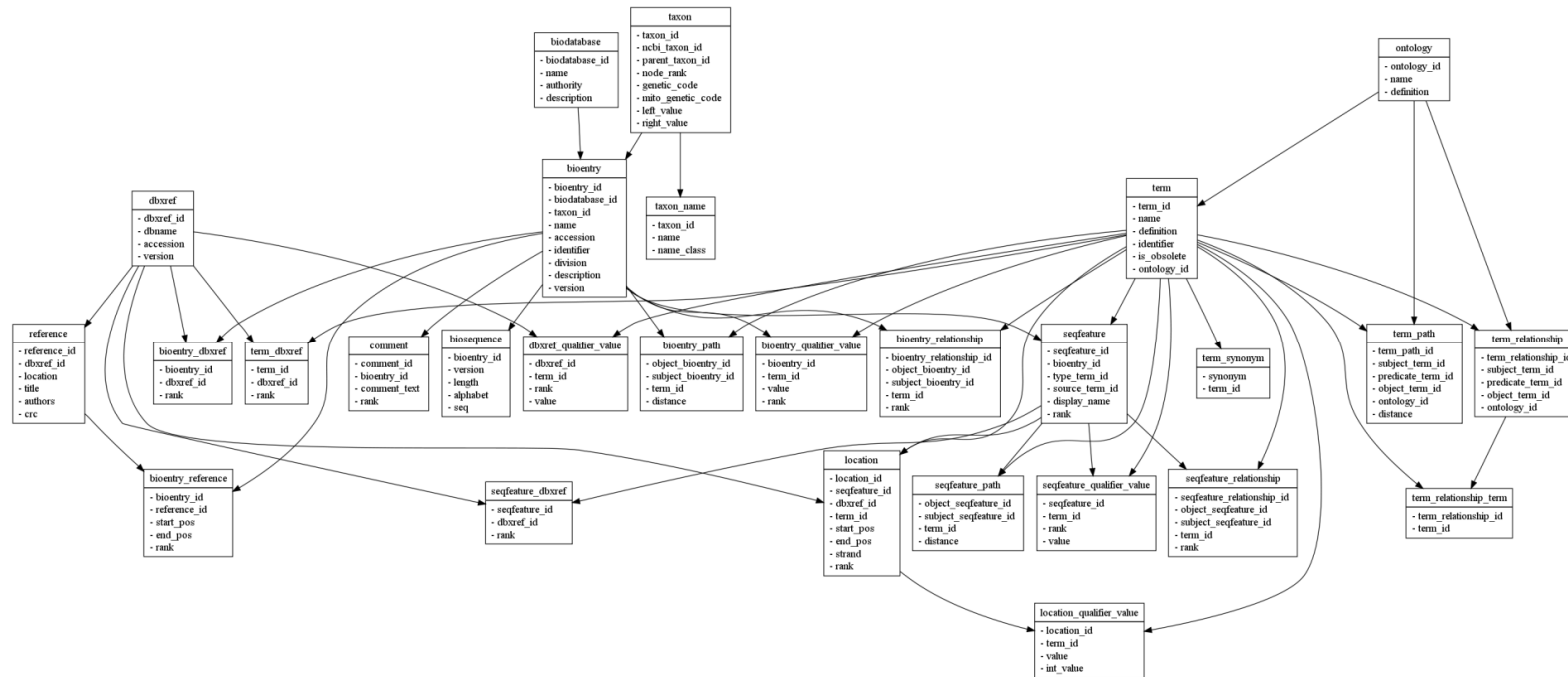 taxon
- taxon_id
- ncbi_taxon_id
- parent_taxon_id
- node_rank
- genetic_code
- mito_genetic_code
- left_value
- right_value
biodatabase
- biodatabase_id
- name
- authority
- description
ontology
- ontology_id
- name
- definition
bioentry
- bioentry_id
- biodatabase_id
- taxon_id
- name
- accession
- identifier
- division
- description
- version
term
- term_id
- name
- definition
- identifier
- is_obsolete
- ontology_id
dbxref
- dbxref_id
- dbname
- accession
- version
taxon_name
- taxon_id
- name
- name_class
reference
- reference_id
- dbxref_id
- location
- title
- authors
- crc
bioentry_dbxref
- bioentry_id
- dbxref_id
- rank
term_dbxref
- term_id
- dbxref_id
- rank
comment
- comment_id
- bioentry_id
- comment_text
- rank
biosequence
- bioentry_id
- version
- length
- alphabet
- seq
dbxref_qualifier_value
- dbxref_id
- term_id
- rank
- value
bioentry_path
- object_bioentry_id
- subject_bioentry_id
- term_id
- distance
bioentry_qualifier_value
- bioentry_id
- term_id
- value
- rank
bioentry_relationship
- bioentry_relationship_id
- object_bioentry_id
- subject_bioentry_id
- term_id
- rank
seqfeature
- seqfeature_id
- bioentry_id
- type_term_id
- source_term_id
- display_name
- rank
term_synonym
- synonym
- term_id
term_path
- term_path_id
- subject_term_id
- predicate_term_id
- object_term_id
- ontology_id
- distance
term_relationship
- term_relationship_id
- subject_term_id
- predicate_term_id
- object_term_id
- ontology_id
bioentry_reference
- bioentry_id
- reference_id
- start_pos
- end_pos
- rank
seqfeature_dbxref
- seqfeature_id
- dbxref_id
- rank
location
- location_id
- seqfeature_id
- dbxref_id
- term_id
- start_pos
- end_pos
- strand
- rank
seqfeature_path
- object_seqfeature_id
- subject_seqfeature_id
- term_id
- distance
seqfeature_qualifier_value
- seqfeature_id
- term_id
- rank
- value
seqfeature_relationship
- seqfeature_relationship_id
- object_seqfeature_id
- subject_seqfeature_id
- term_id
- rank
term_relationship_term
- term_relationship_id
- term_id
location_qualifier_value
- location_id
- term_id
- value
- int_value